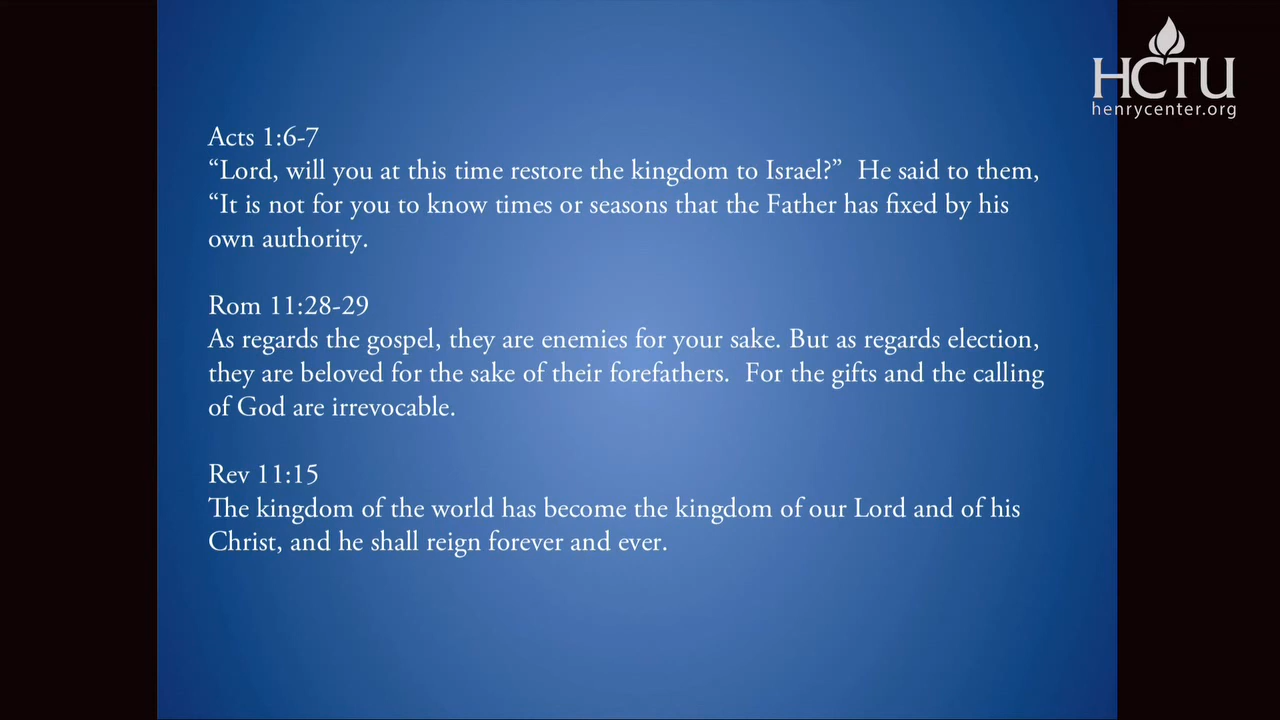 HCTU
henrycenter.org
Acts 1:6-7
“Lord, will you at this time restore the kingdom to Israel?”  He said to them,
“It is not for you to know times or seasons that the Father has fixed by his
own authority.
Rom 11:28-29
As regards the gospel, they are enemies for your sake. But as regards election,
they are beloved for the sake of their forefathers.  For the gifts and the calling
of God are irrevocable.
Rev 11:15
The kingdom of the world has become the kingdom of our Lord and of his
Christ, and he shall reign forever and ever.